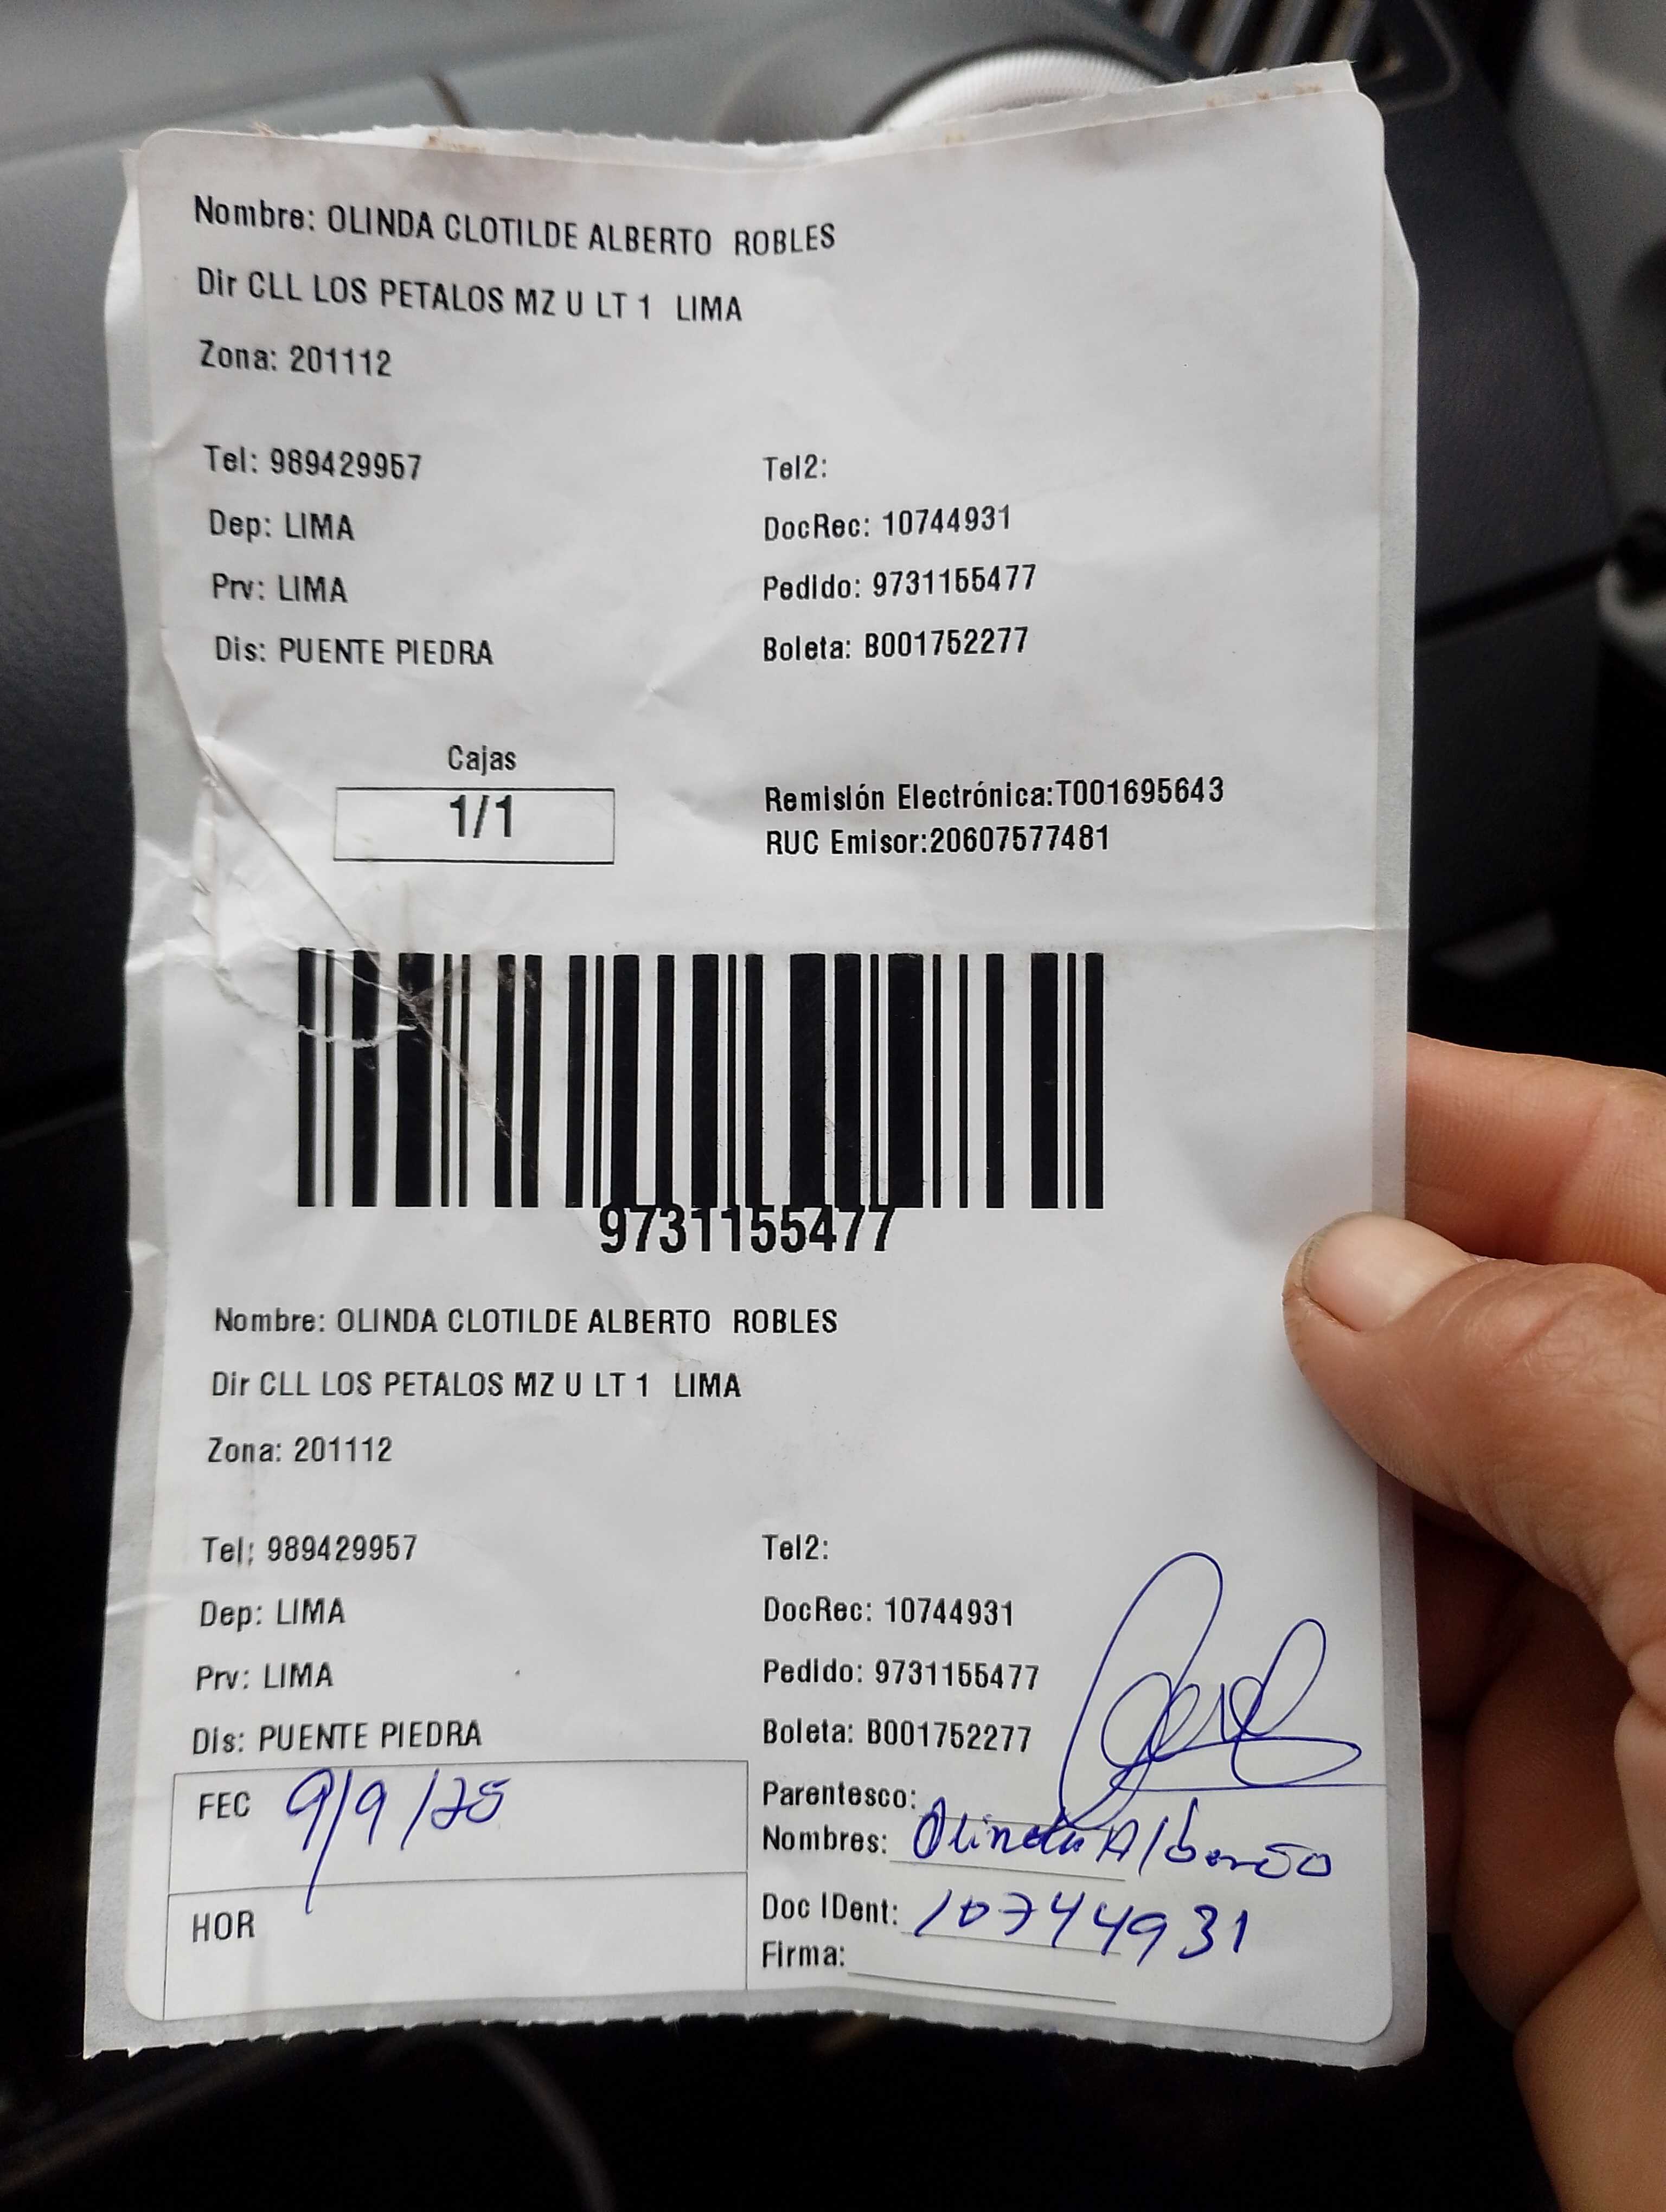 Nombre: OLINDA CLOTILDE ALBERTO ROBLES
Dir CLL LOS PETALOS MZ U LT 1 LIMA
Zona: 201112
Tel: 989429957 Tel2:
Dep: LIMA DocRec: 10744931
Prv: LIMA Pedido: 9731155477
Dis: PUENTE PIEDRA Boleta: B001752277
Cajas
1/1
Remisión Electrónica:T001695643
RUC Emisor:20607577481
9731155477
Nombre: OLINDA CLOTILDE ALBERTO ROBLES
Dir CLL LOS PETALOS MZ U LT 1 LIMA
Zona: 201112
Tel: 989429957 Tel2:
Dep: LIMA DocRec: 10744931
Prv: LIMA Pedido: 9731155477
Dis: PUENTE PIEDRA Boleta: B001752277
FEC 9/9/25
HOR
Parentesco:
Nombres: Olinda Alberto
Doc IDent: 10744931
Firma: